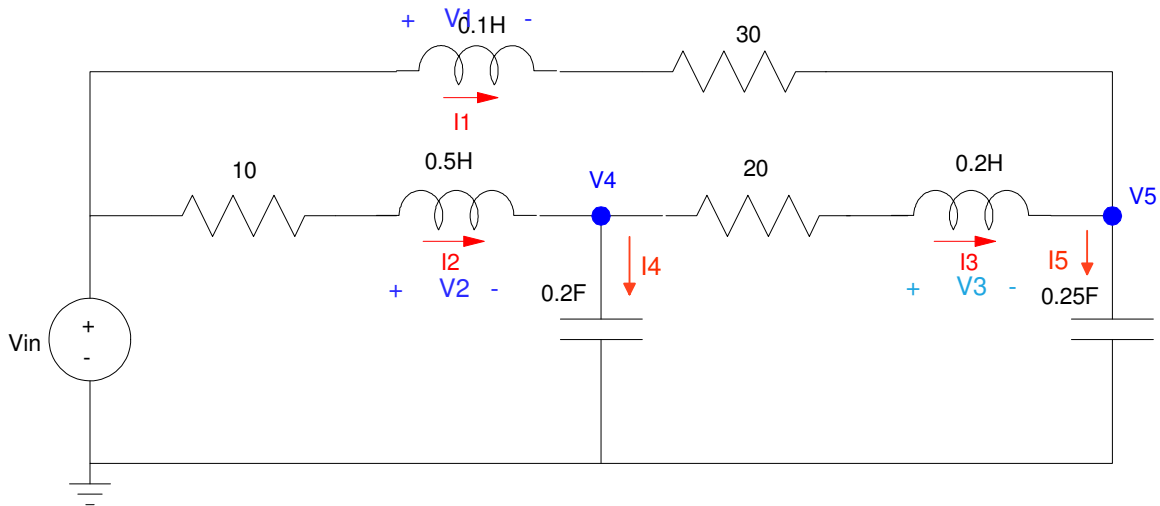 + V1 -
0.1H
30
I1
10
0.5H
V4
20
0.2H
V5
I2
I4
I3
I5
+ V2 -
0.2F
+ V3 -
0.25F
Vin
+
-